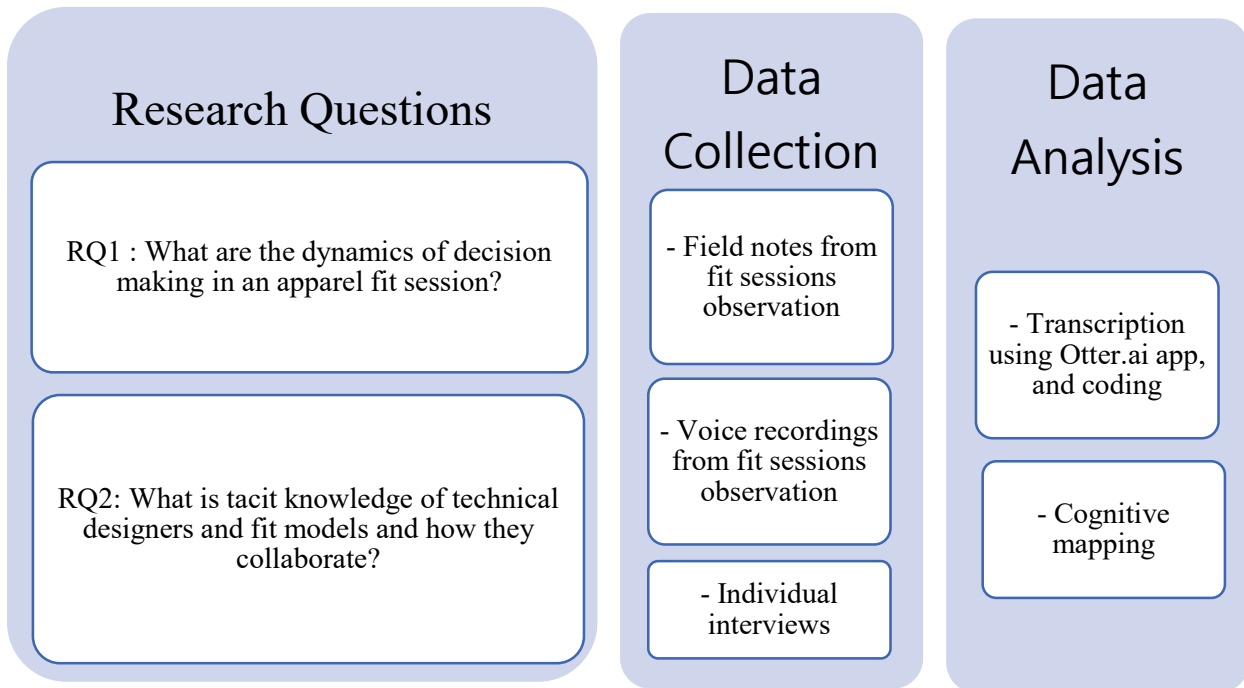 Research Questions
RQ1 : What are the dynamics of decision
making in an apparel fit session?
RQ2: What is tacit knowledge of technical
designers and fit models and how they
collaborate?
Data
Collection
- Field notes from
fit sessions
observation
- Voice recordings
from fit sessions
observation
- Individual
interviews
Data
Analysis
- Transcription
using Otter.ai app,
and coding
- Cognitive
mapping